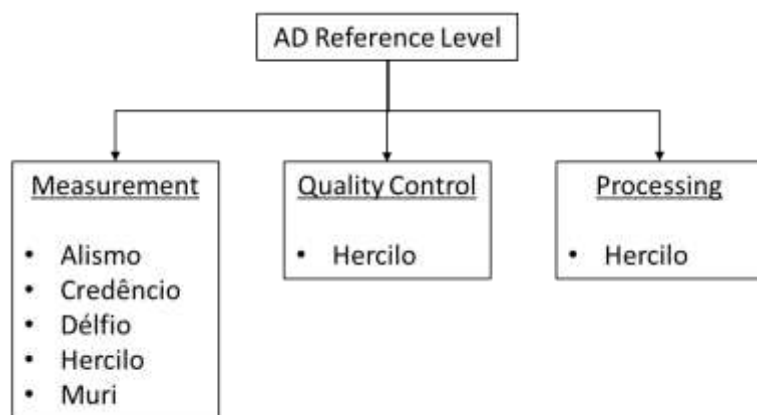 AD Reference Level
Measurement
• Alismo
• Credêncio
• Délfio
• Hercilo
• Muri
Quality Control
• Hercilo
Processing
• Hercilo